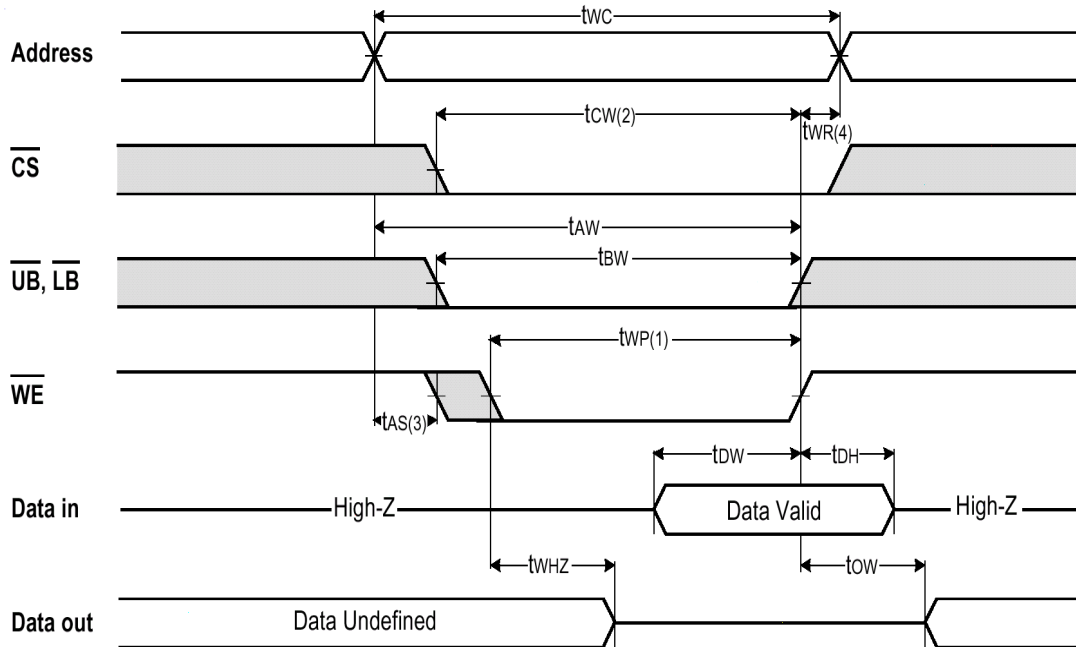 tWC
Address
tCW(2)
tWR(4)
CS
tAW
UB, LB
tBW
tWP(1)
WE
tAS(3)
tDW
tDH
Data in
High-Z
Data Valid
High-Z
tWHZ
tOW
Data out
Data Undefined